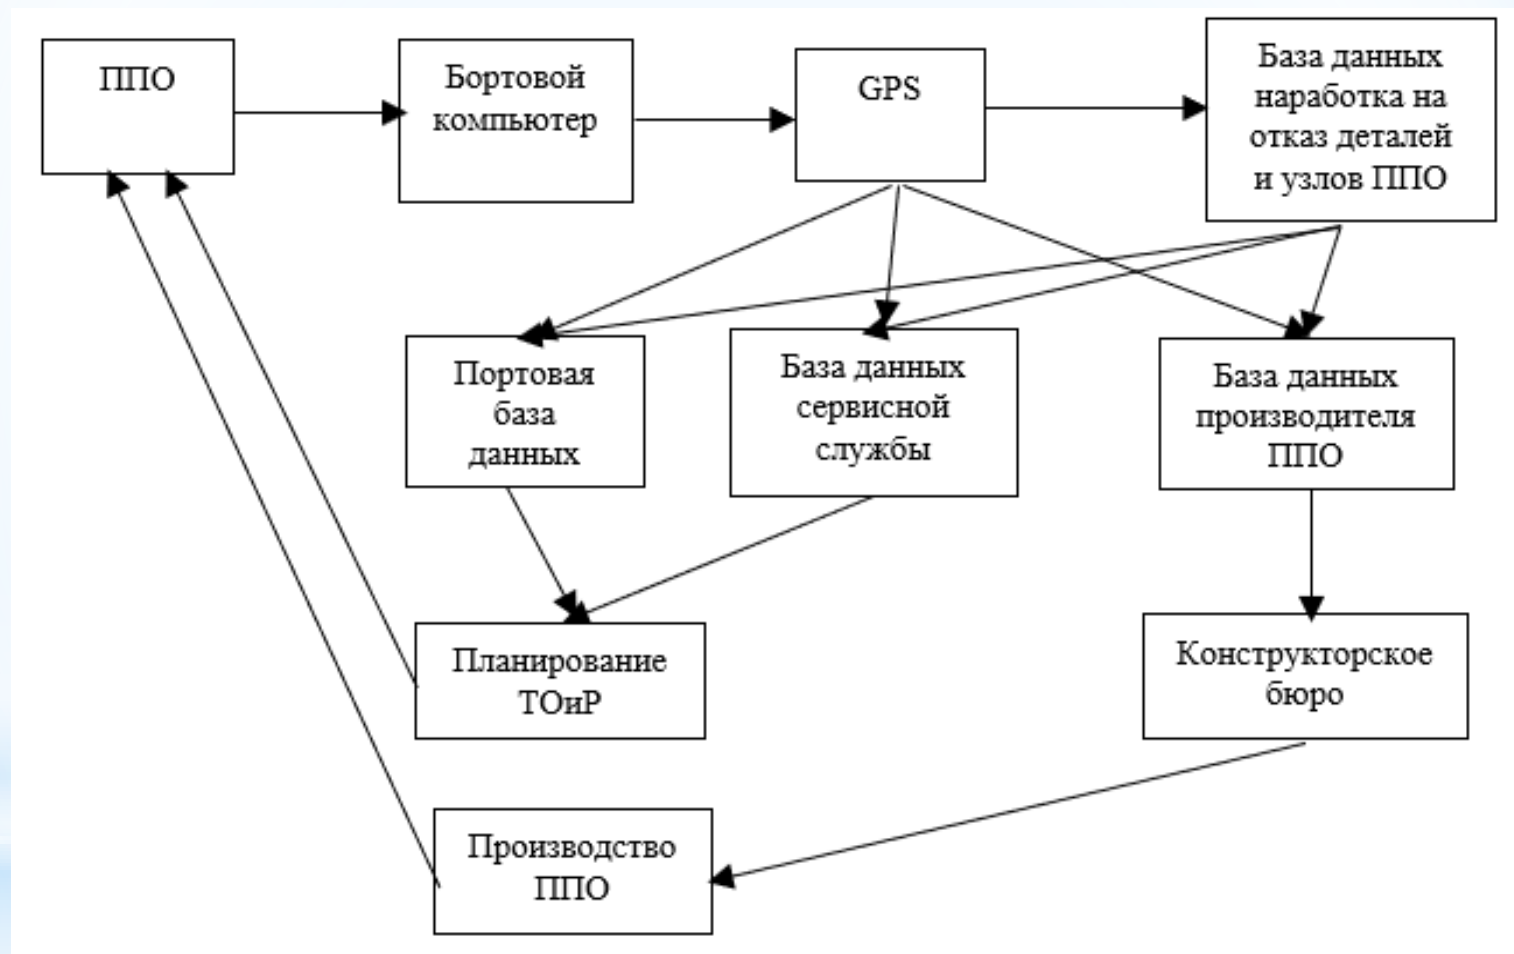 ППО
Бортовой
компьютер
GPS
База данных
наработка на
отказ деталей
и узлов ППО
Портовая
база
данных
База данных
сервисной
службы
База данных
производителя
ППО
Планирование
ТОиР
Конструкторское
бюро
Производство
ППО